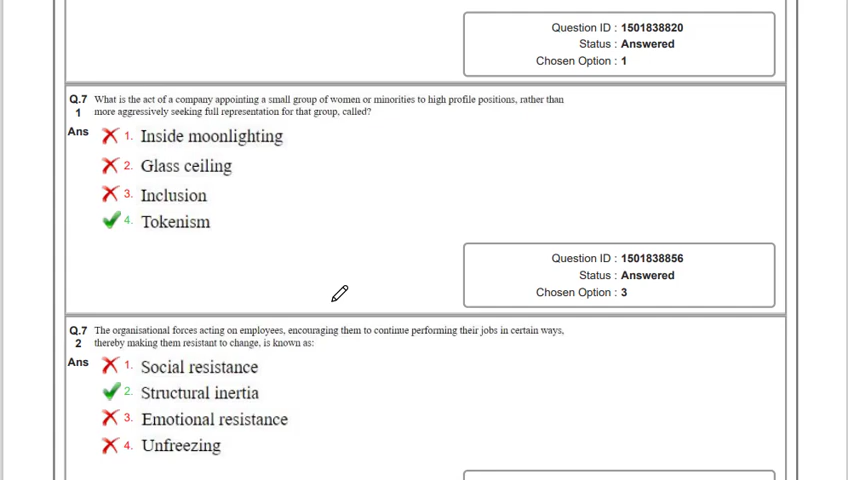 Question ID : 1501838820
Status : Answered
Chosen Option : 1
Q.7 What is the act of a company appointing a small group of women or minorities to high profile positions, rather than
1 more aggressively seeking full representation for that group, called?
Ans 1. Inside moonlighting
2. Glass ceiling
3. Inclusion
4. Tokenism
Question ID : 1501838856
Status : Answered
Chosen Option : 3
Q.7 The organisational forces acting on employees, encouraging them to continue performing their jobs in certain ways,
2 thereby making them resistant to change, is known as:
Ans 1. Social resistance
2. Structural inertia
3. Emotional resistance
4. Unfreezing